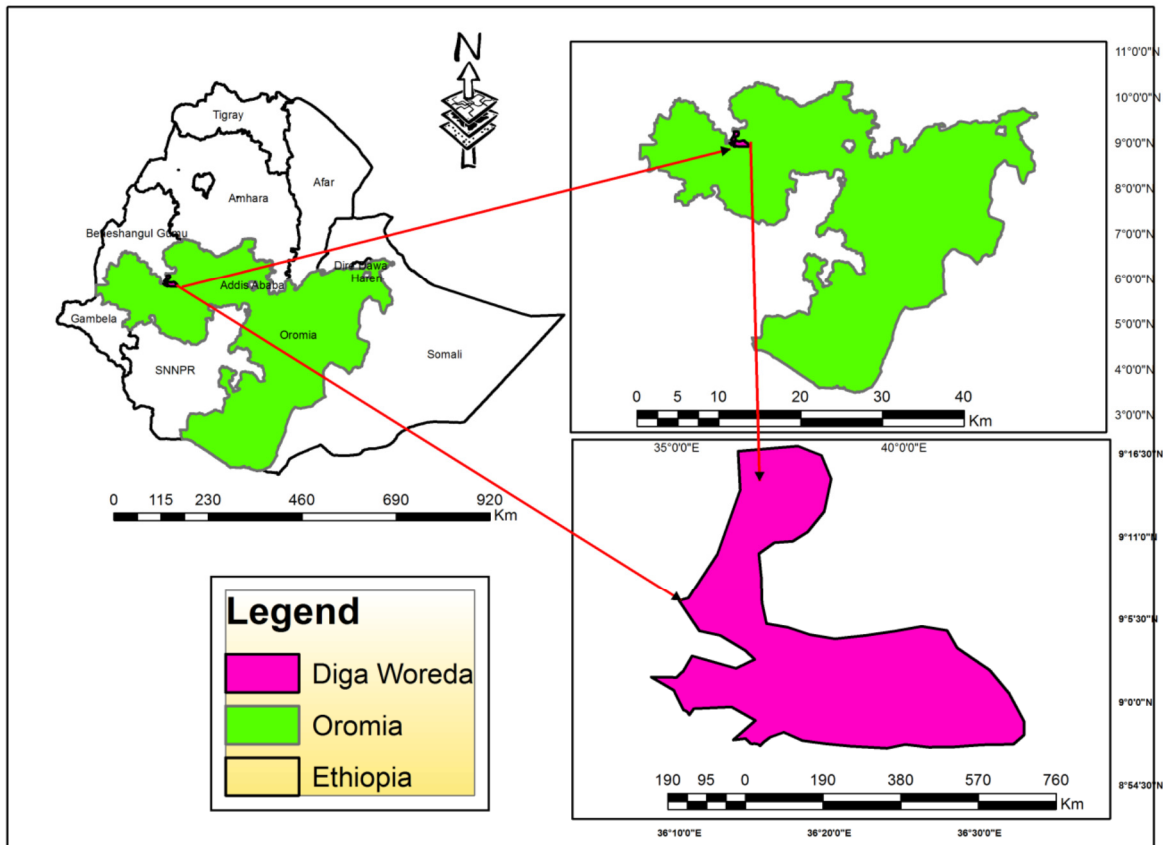 N
Tigray
Afar
Amhara
Beneshangul Gumu
Dire Dawa
Hareri
Addis Ababa
Gambela
Oromia
SNNPR
Somali
0 115 230 460 690 920
Km
11°0'0"N
10°0'0"N
9°0'0"N
8°0'0"N
7°0'0"N
6°0'0"N
5°0'0"N
4°0'0"N
3°0'0"N
0 5 10 20 30 40
Km
35°0'0"E 40°0'0"E
9°16'30"N
9°11'0"N
9°5'30"N
9°0'0"N
8°54'30"N
190 95 0 190 380 570 760
Km
36°10'0"E 36°20'0"E 36°30'0"E
Legend
Diga Woreda
Oromia
Ethiopia